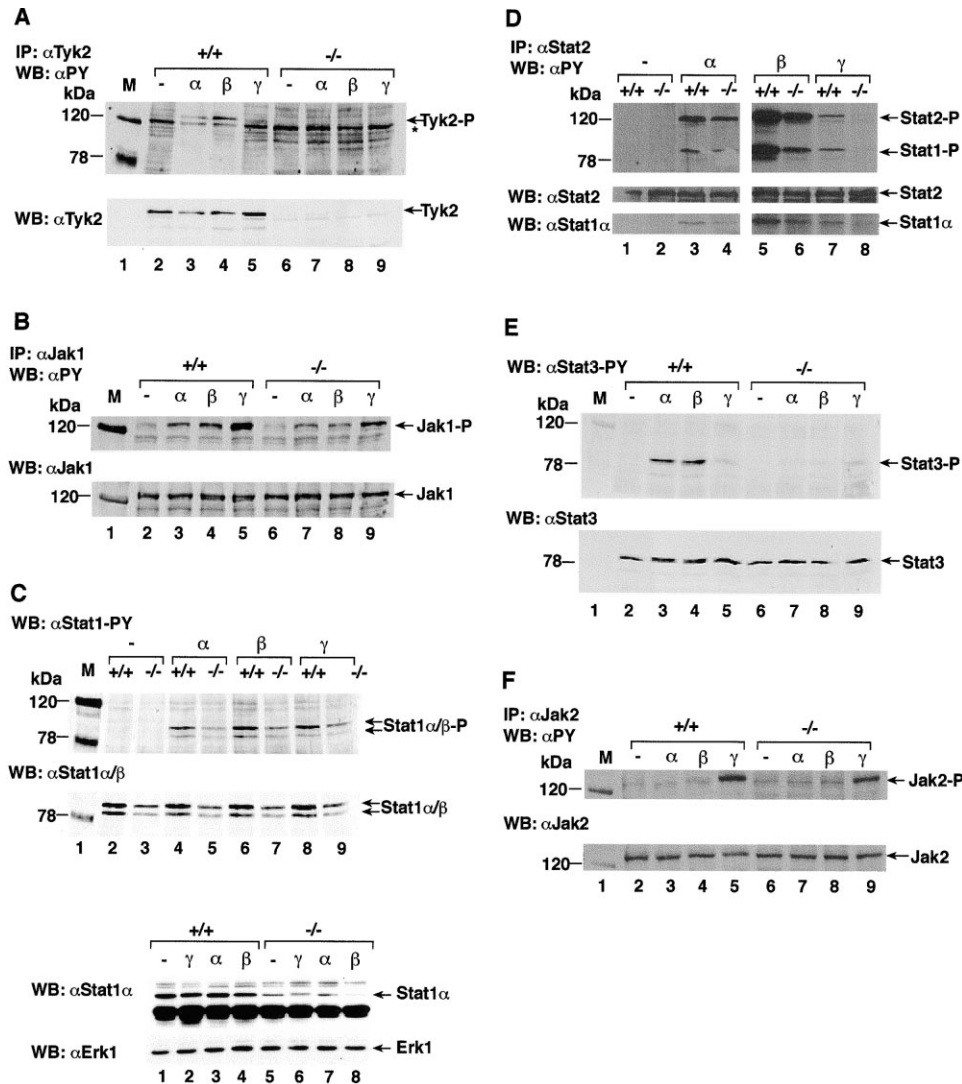 A
IP: αTyk2
WB: αPY
+/+ -/-
kDa M - α β γ - α β γ
120
Tyk2-P
*
78
WB: αTyk2
Tyk2
1 2 3 4 5 6 7 8 9
B
IP: αJak1
WB: αPY
+/+ -/-
kDa M - α β γ - α β γ
120
Jak1-P
WB: αJak1
120
Jak1
1 2 3 4 5 6 7 8 9
C
WB: αStat1-PY
- α β γ
kDa M +/+ -/- +/+ -/- +/+ -/- +/+ -/-
120
Stat1α/β-P
78
WB: αStat1α/β
78
Stat1α/β
1 2 3 4 5 6 7 8 9
+/+ -/-
- γ α β - γ α β
WB: αStat1α
Stat1α
WB: αErk1
Erk1
1 2 3 4 5 6 7 8
D
IP: αStat2
WB: αPY
- α β γ
kDa +/+ -/- +/+ -/- +/+ -/- +/+ -/-
120
Stat2-P
Stat1-P
78
WB: αStat2
Stat2
WB: αStat1α
Stat1α
1 2 3 4 5 6 7 8
E
WB: αStat3-PY
+/+ -/-
kDa M - α β γ - α β γ
120
78
Stat3-P
WB: αStat3
78
Stat3
1 2 3 4 5 6 7 8 9
F
IP: αJak2
WB: αPY
+/+ -/-
kDa M - α β γ - α β γ
120
Jak2-P
WB: αJak2
120
Jak2
1 2 3 4 5 6 7 8 9